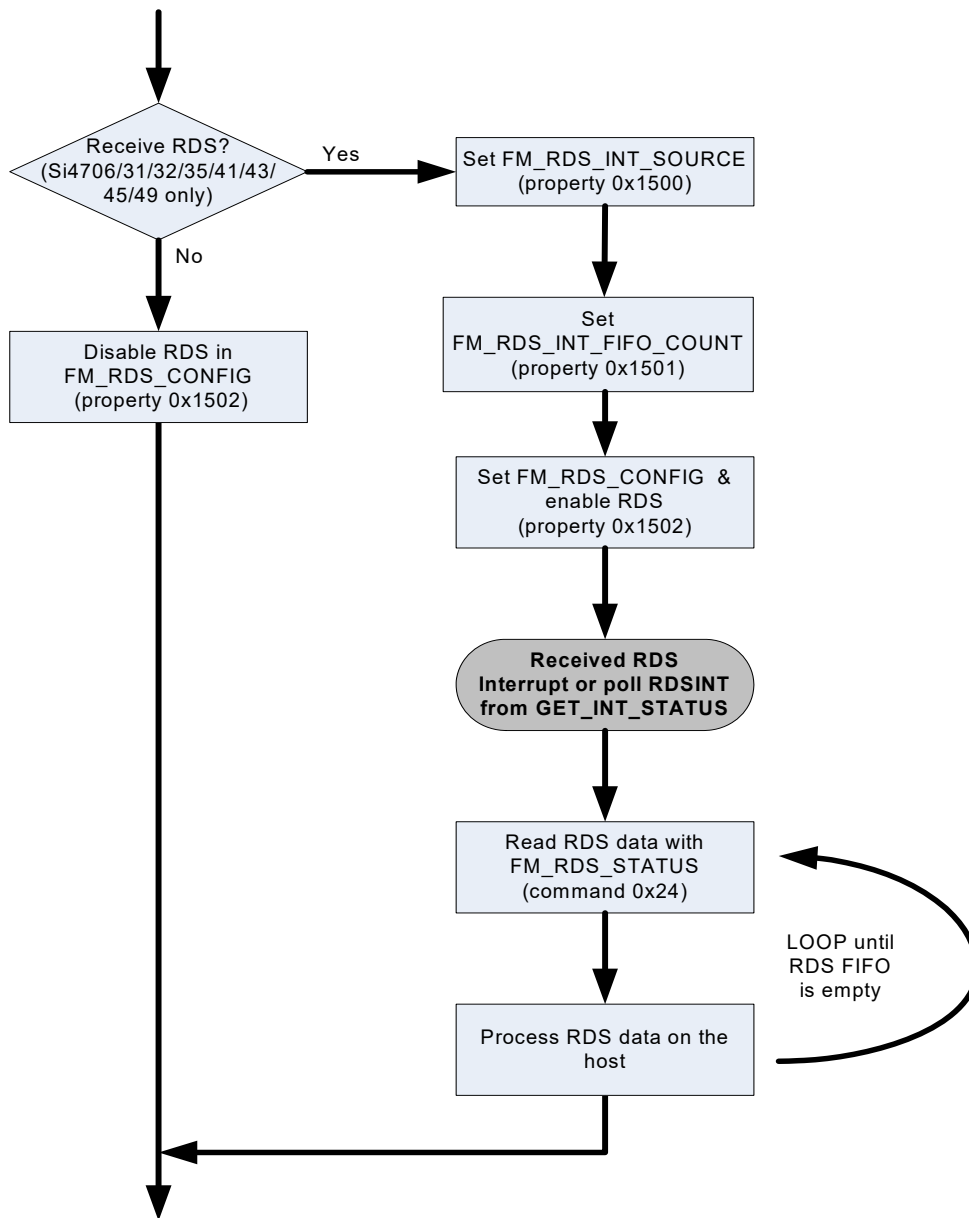 Receive RDS?
(Si4706/31/32/35/41/43/
45/49 only)
Yes
No
Disable RDS in
FM_RDS_CONFIG
(property 0x1502)
Set FM_RDS_INT_SOURCE
(property 0x1500)
Set
FM_RDS_INT_FIFO_COUNT
(property 0x1501)
Set FM_RDS_CONFIG &
enable RDS
(property 0x1502)
Received RDS
Interrupt or poll RDSINT
from GET_INT_STATUS
Read RDS data with
FM_RDS_STATUS
(command 0x24)
LOOP until
RDS FIFO
is empty
Process RDS data on the
host